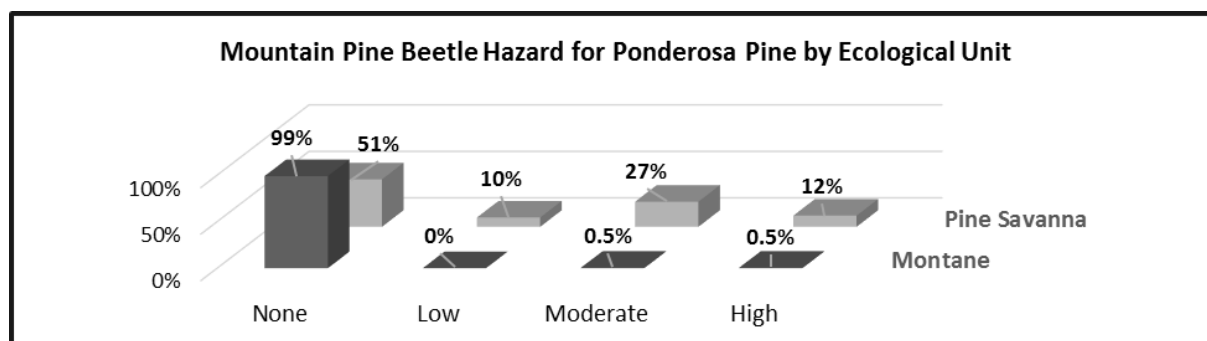 Mountain Pine Beetle Hazard for Ponderosa Pine by Ecological Unit
99%
51%
10%
27%
12%
100%
50%
0%
0%
0.5%
0.5%
Pine Savanna
Montane
None
Low
Moderate
High